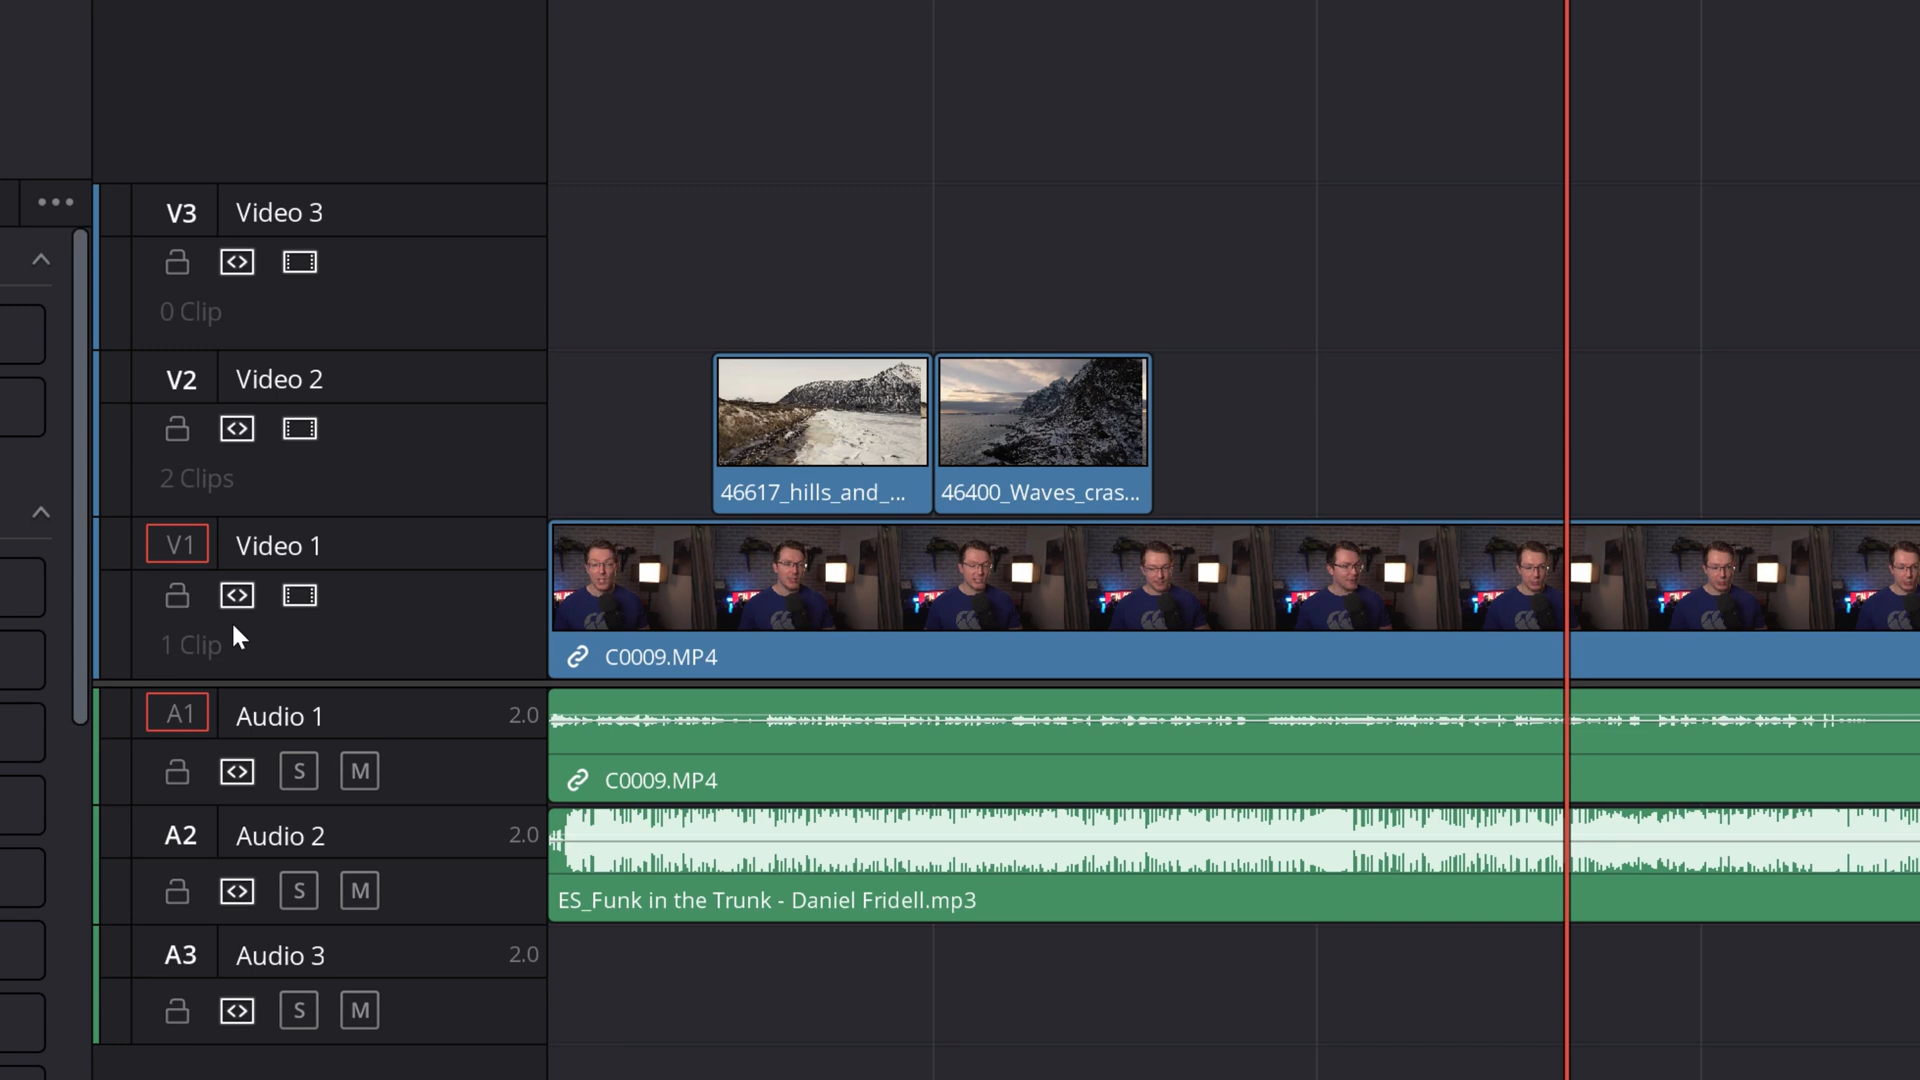 V3 Video 3
0 Clip
V2 Video 2
2 Clips
46617_hills_and_...
46400_Waves_cras...
V1 Video 1
1 Clip
C0009.MP4
A1 Audio 1 2.0
S M
C0009.MP4
A2 Audio 2 2.0
S M
ES_Funk in the Trunk - Daniel Fridell.mp3
A3 Audio 3 2.0
S M